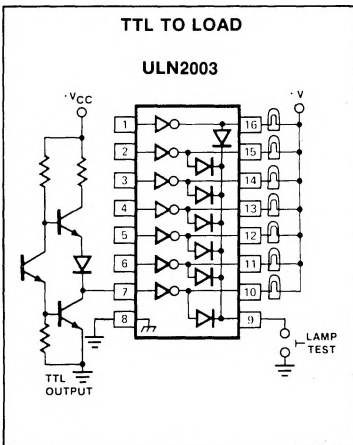 TTL TO LOAD
ULN2003
VCC
V
1 16
2 15
3 14
4 13
5 12
6 11
7 10
8 9
LAMP
TEST
TTL
OUTPUT